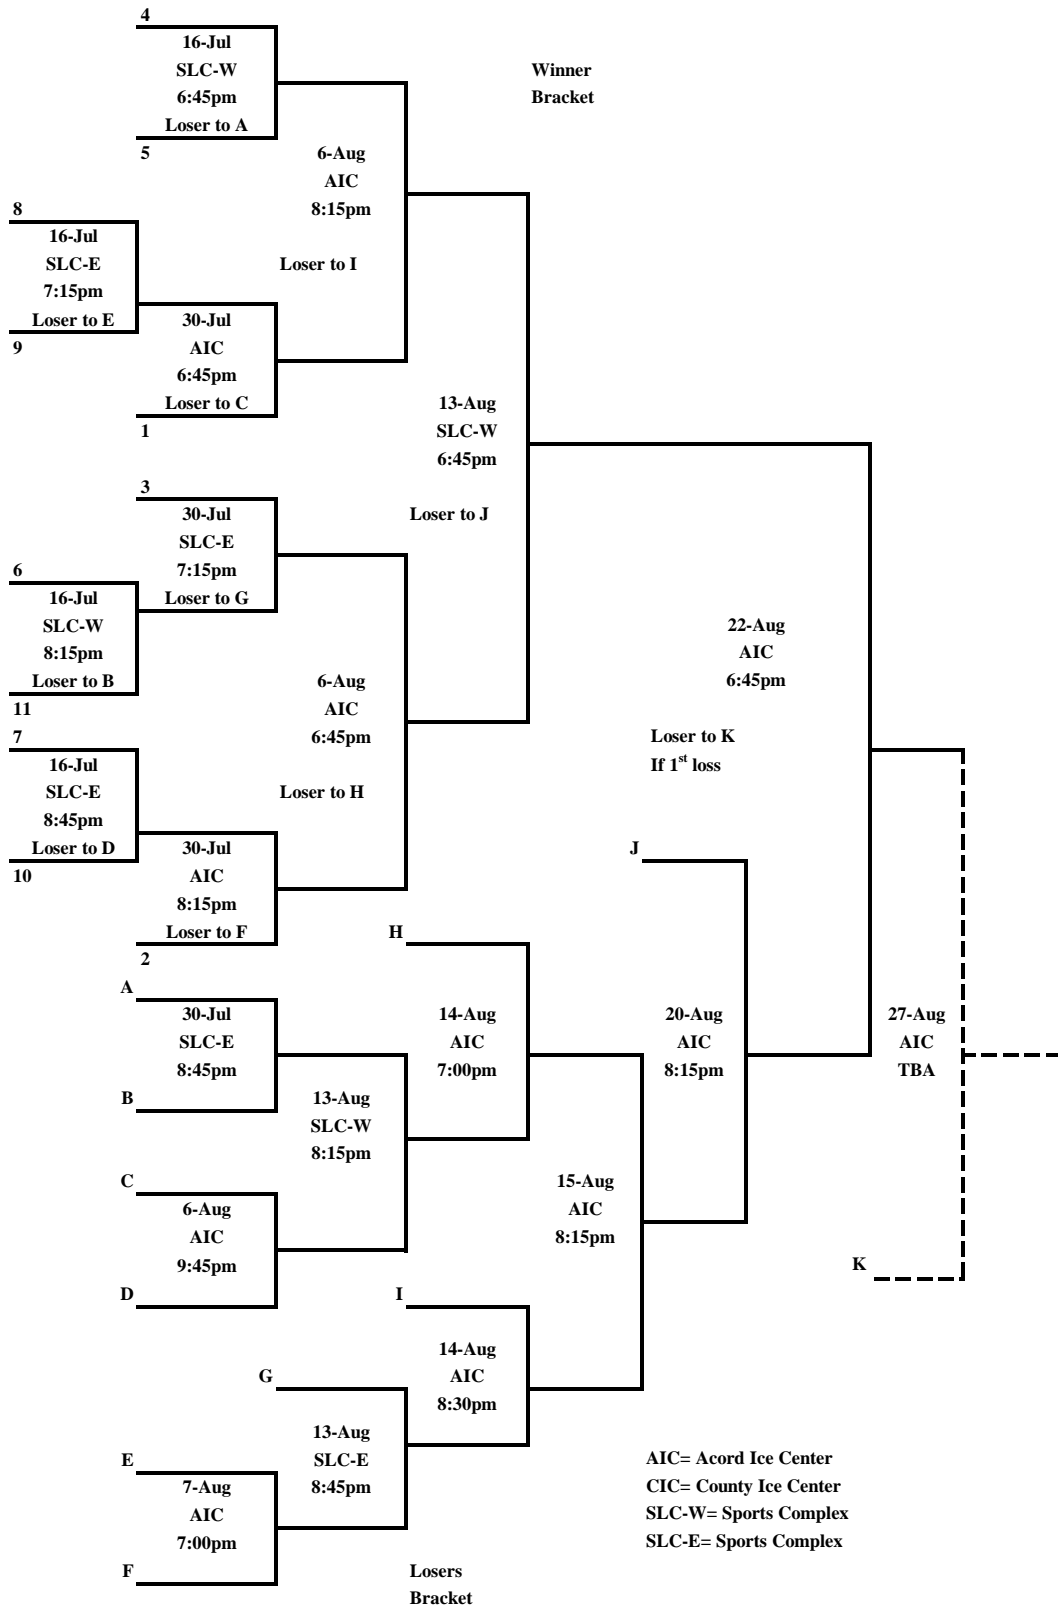 4
16-Jul
SLC-W
6:45pm
Loser to A
5
Winner
Bracket
6-Aug
AIC
8:15pm
Loser to I
8
16-Jul
SLC-E
7:15pm
Loser to E
9
30-Jul
AIC
6:45pm
Loser to C
1
13-Aug
SLC-W
6:45pm
Loser to J
3
30-Jul
SLC-E
7:15pm
Loser to G
6
16-Jul
SLC-W
8:15pm
Loser to B
11
7
16-Jul
SLC-E
8:45pm
Loser to D
10
6-Aug
AIC
6:45pm
Loser to H
30-Jul
AIC
8:15pm
Loser to F
2
22-Aug
AIC
6:45pm
Loser to K
If 1st loss
J
H
A
30-Jul
SLC-E
8:45pm
B
14-Aug
AIC
7:00pm
20-Aug
AIC
8:15pm
27-Aug
AIC
TBA
13-Aug
SLC-W
8:15pm
C
6-Aug
AIC
9:45pm
D
15-Aug
AIC
8:15pm
K
I
14-Aug
AIC
8:30pm
G
13-Aug
SLC-E
8:45pm
E
7-Aug
AIC
7:00pm
F
Losers
Bracket
AIC= Acord Ice Center
CIC= County Ice Center
SLC-W= Sports Complex
SLC-E= Sports Complex